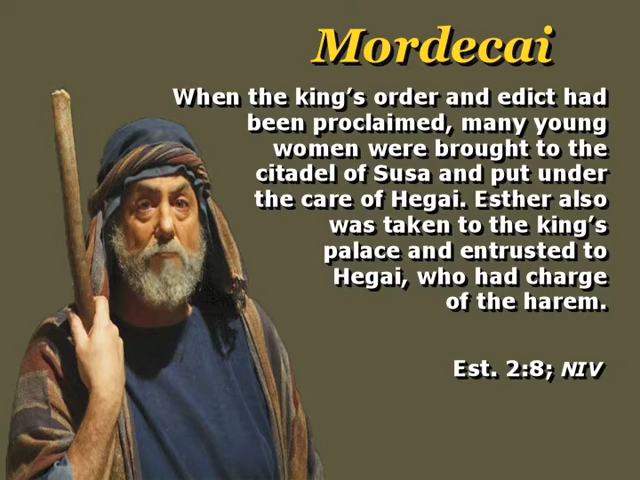 Mordecai
When the king’s order and edict had
been proclaimed, many young
women were brought to the
citadel of Susa and put under
the care of Hegai. Esther also
was taken to the king’s
palace and entrusted to
Hegai, who had charge
of the harem.
Est. 2:8; NIV